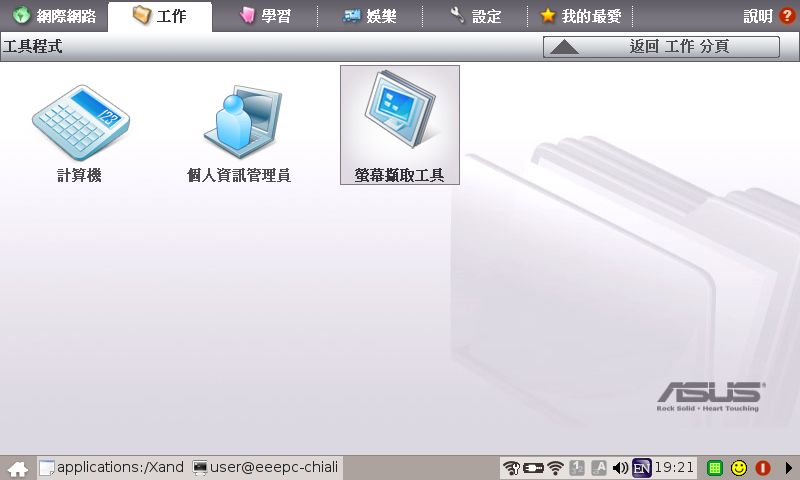 網際網路 工作 學習 娛樂 設定 我的最愛 說明 ?
工具程式 返回 工作 分頁
123
計算機 個人資訊管理員 螢幕擷取工具
ASUS
Rock Solid • Heart Touching
applications:/Xand user@eeepc-chiali 1 A EN 19:21